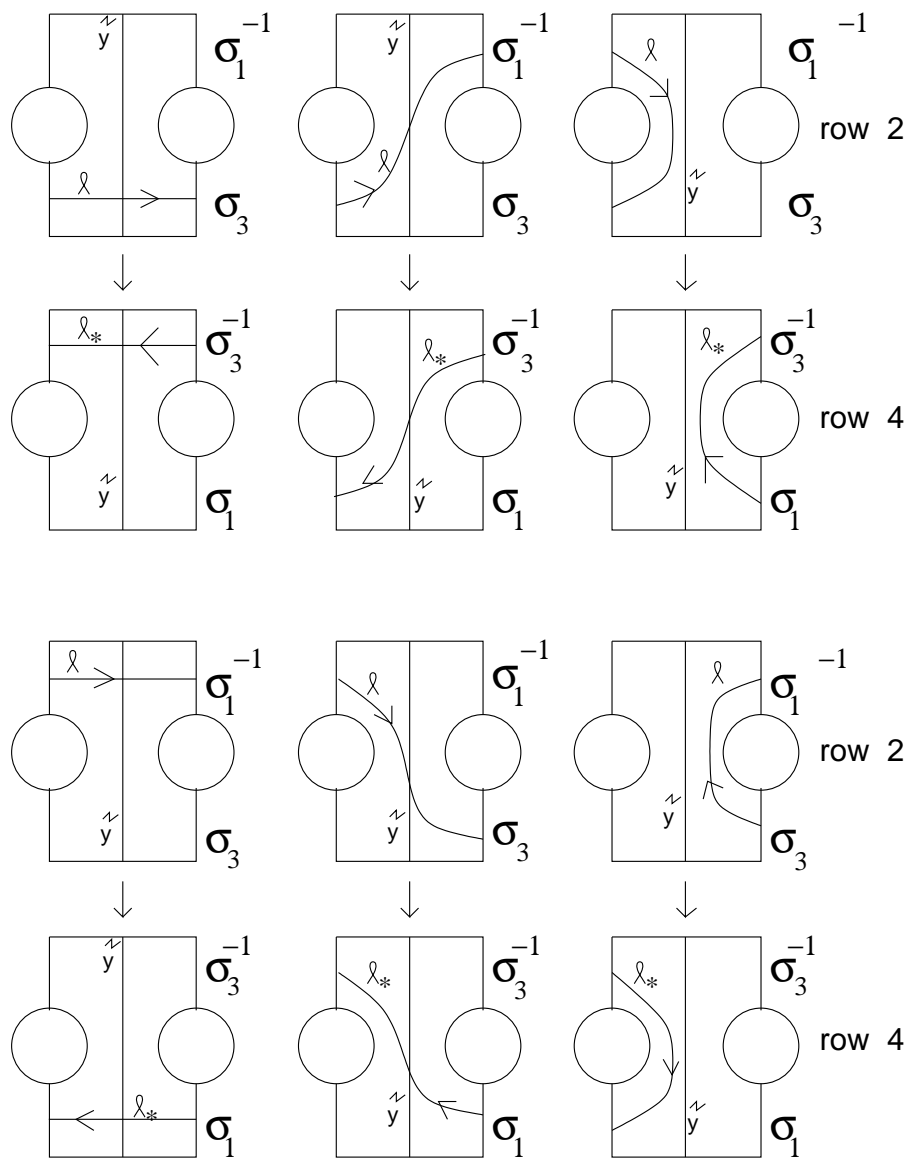 ỹ σ₁⁻¹ ỹ σ₁⁻¹ ℓ σ₁⁻¹
row 2
ℓ σ₃ ℓ σ₃ ỹ σ₃
ℓ* σ₃⁻¹ ℓ* σ₃⁻¹ ℓ* σ₃⁻¹
row 4
ỹ σ₁ ỹ σ₁ ỹ σ₁
ℓ σ₁⁻¹ ℓ σ₁⁻¹ ℓ σ₁⁻¹
row 2
ỹ σ₃ ỹ σ₃ ỹ σ₃
ỹ σ₃⁻¹ ℓ* σ₃⁻¹ ℓ* σ₃⁻¹
row 4
ℓ* σ₁ ỹ σ₁ ỹ σ₁